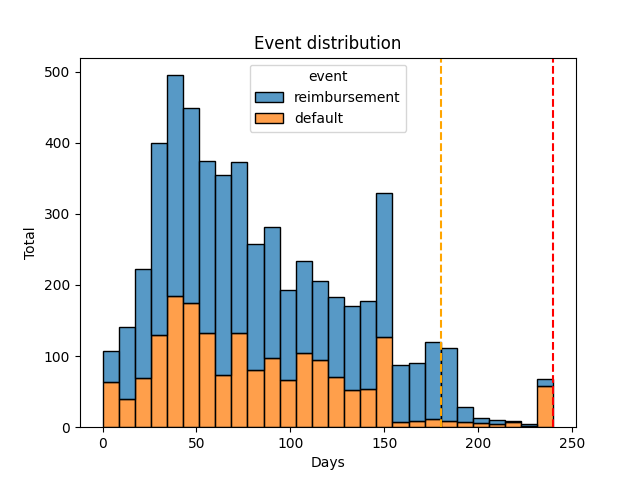 Event distribution
event
reimbursement
default
Total
500
400
300
200
100
0
0 50 100 150 200 250
Days